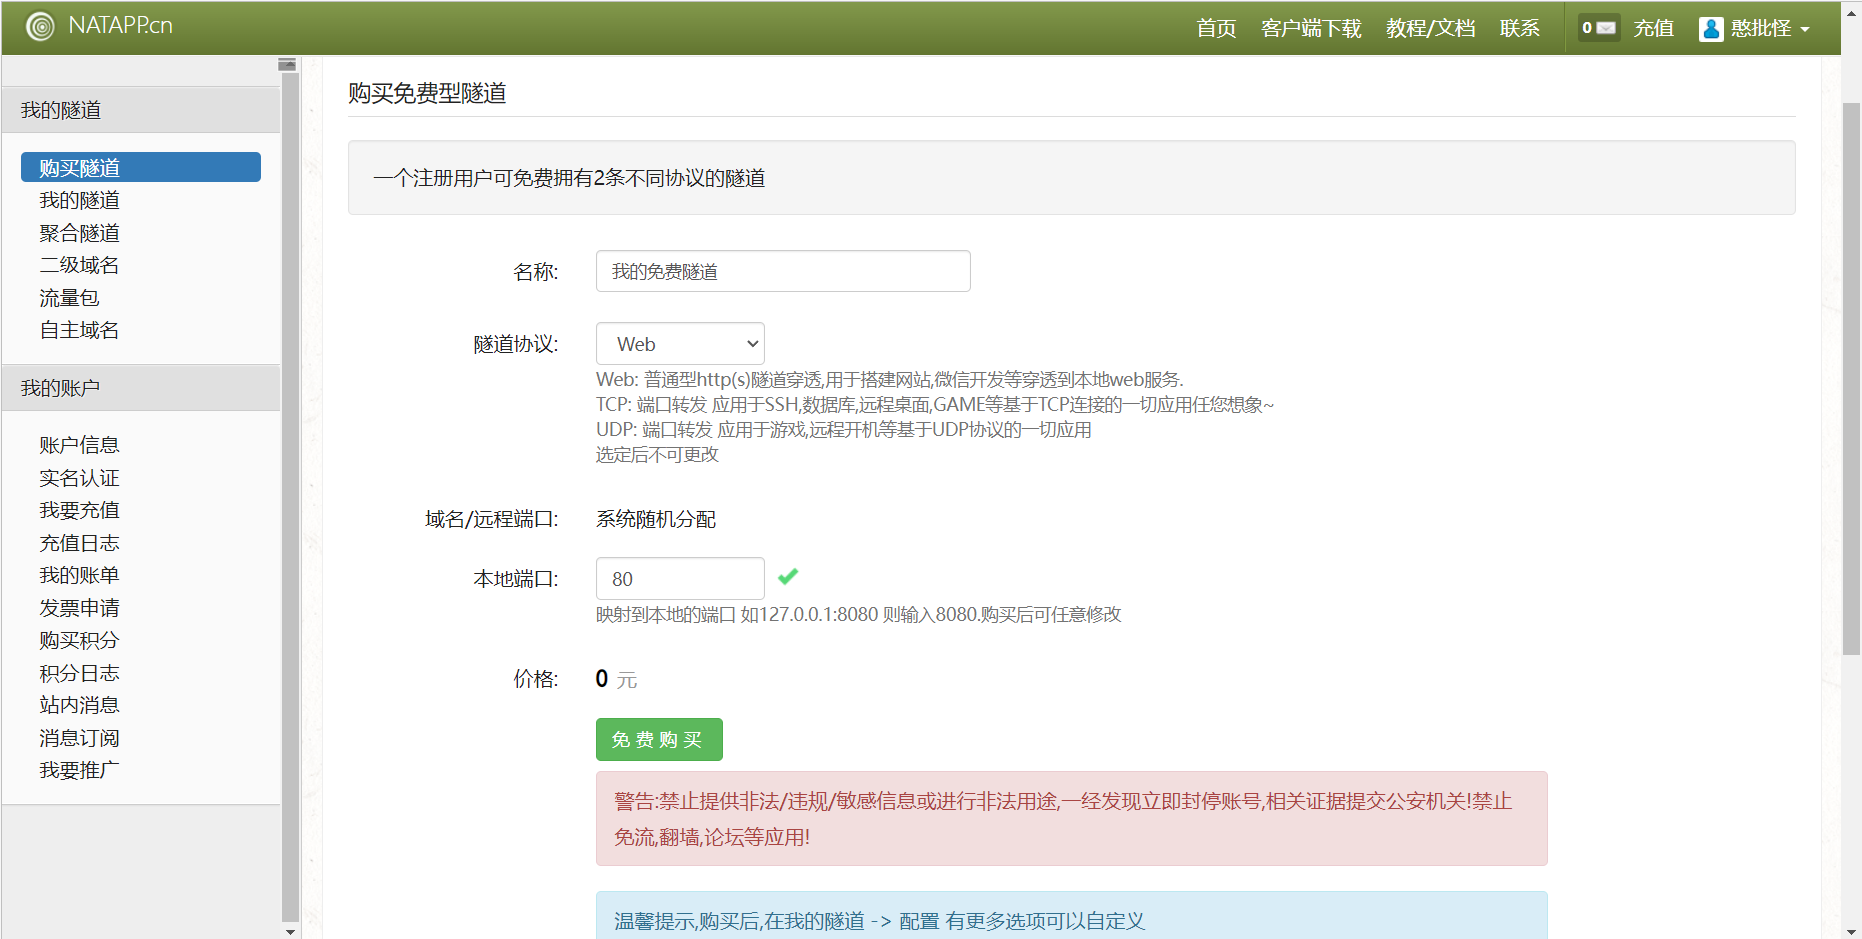 NATAPP.cn
首页 客户端下载 教程/文档 联系 0 充值 憨批怪
我的隧道
购买隧道
我的隧道
聚合隧道
二级域名
流量包
自主域名
我的账户
账户信息
实名认证
我要充值
充值日志
我的账单
发票申请
购买积分
积分日志
站内消息
消息订阅
我要推广
购买免费型隧道
一个注册用户可免费拥有2条不同协议的隧道
名称: 我的免费隧道
隧道协议: Web
Web: 普通型http(s)隧道穿透,用于搭建网站,微信开发等穿透到本地web服务.
TCP: 端口转发 应用于SSH,数据库,远程桌面,GAME等基于TCP连接的一切应用任您想象~
UDP: 端口转发 应用于游戏,远程开机等基于UDP协议的一切应用
选定后不可更改
域名/远程端口: 系统随机分配
本地端口: 80
映射到本地的端口 如127.0.0.1:8080 则输入8080.购买后可任意修改
价格: 0 元
免费购买
警告:禁止提供非法/违规/敏感信息或进行非法用途,一经发现立即封停账号,相关证据提交公安机关!禁止
免流,翻墙,论坛等应用!
温馨提示,购买后,在我的隧道 -> 配置 有更多选项可以自定义